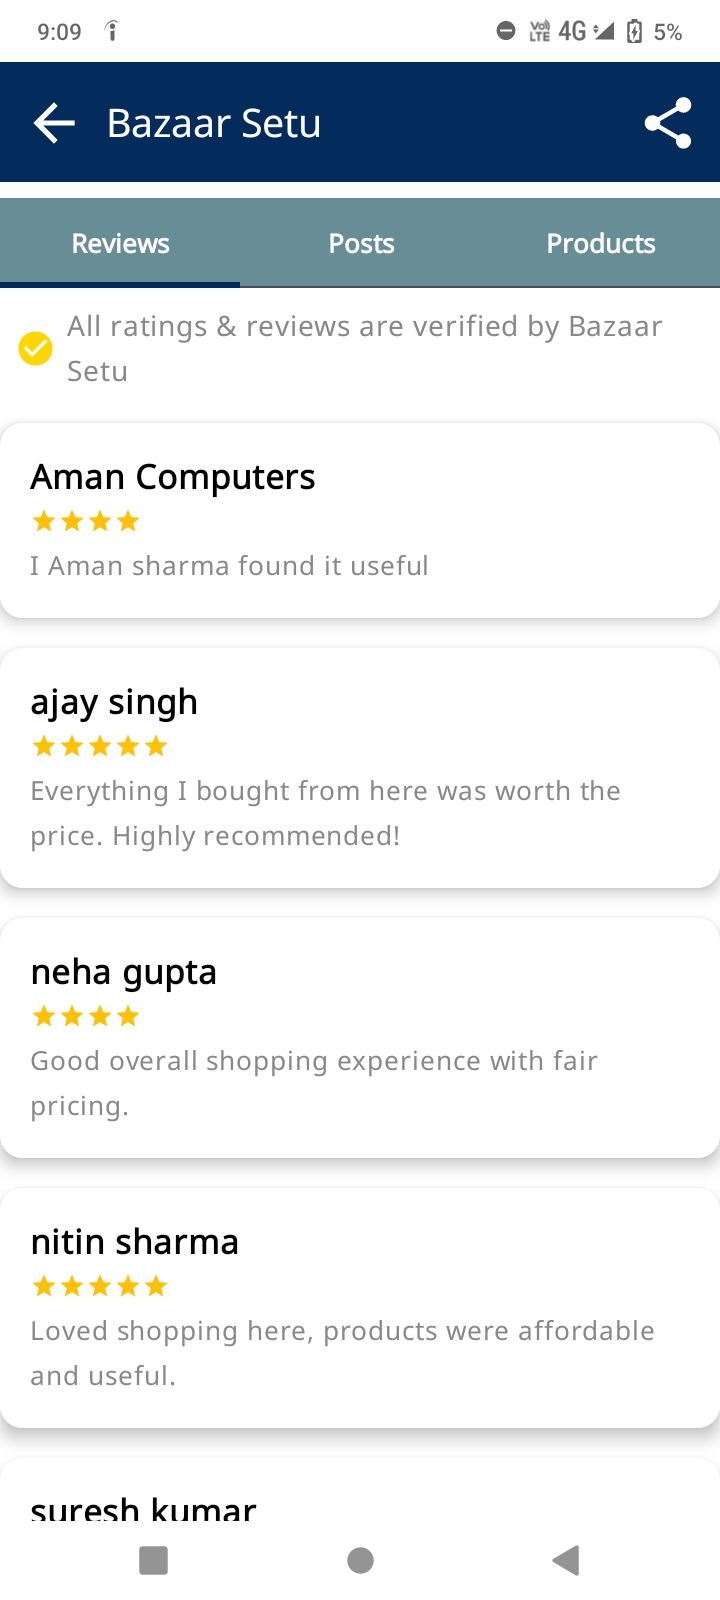 9:09
Vo) LTE 4G 5%
Bazaar Setu
Reviews Posts Products
All ratings & reviews are verified by Bazaar
Setu
Aman Computers
I Aman sharma found it useful
ajay singh
Everything I bought from here was worth the
price. Highly recommended!
neha gupta
Good overall shopping experience with fair
pricing.
nitin sharma
Loved shopping here, products were affordable
and useful.
suresh kumar